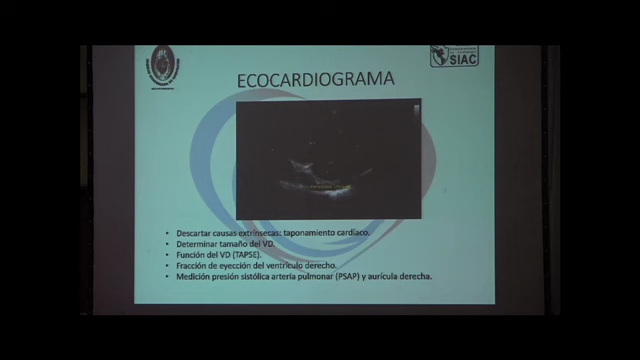 SIAC
ECOCARDIOGRAMA
• Descartar causas extrínsecas: taponamiento cardíaco.
• Determinar tamaño del VD.
• Función del VD (TAPSE).
• Fracción de eyección del ventrículo derecho.
• Medición presión sistólica arteria pulmonar (PSAP) y aurícula derecha.